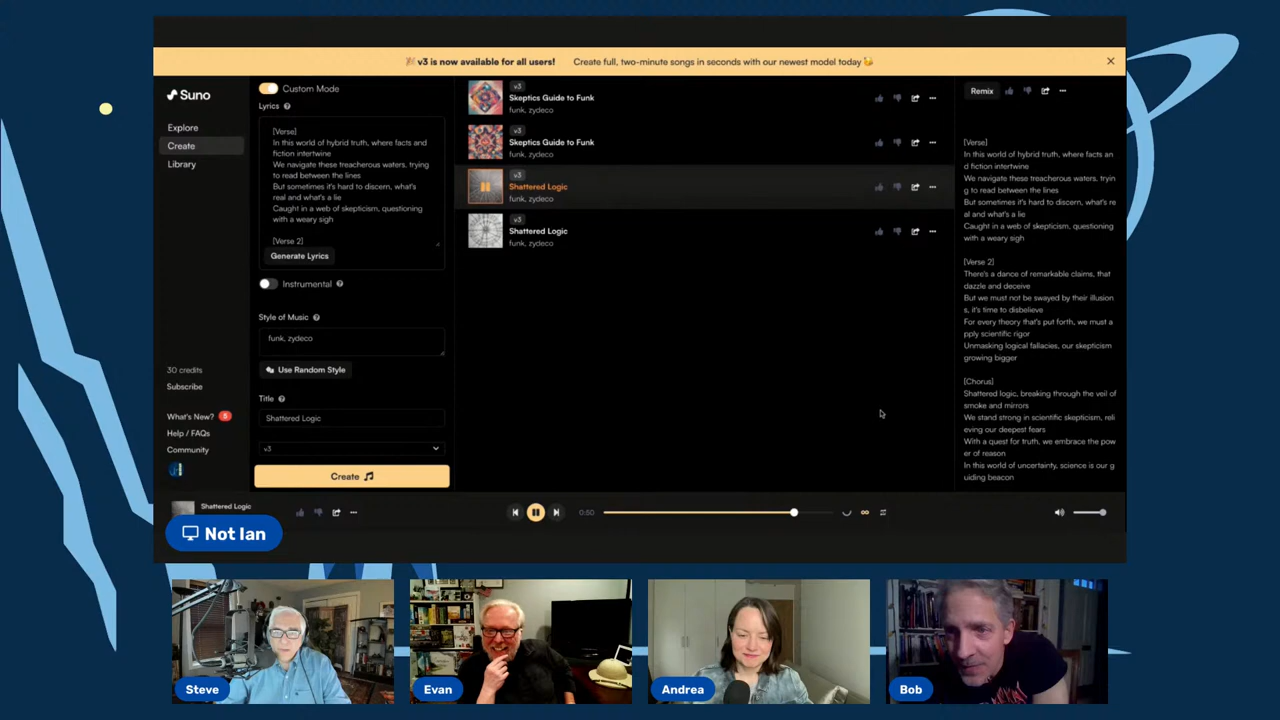 v3 is now available for all users! Create full, two-minute songs in seconds with our newest model today
Suno
Explore
Create
Library
30 credits
Subscribe
What's New? 5
Help / FAQs
Community
Custom Mode
Lyrics
[Verse]
In this world of hybrid truth, where facts and
fiction intertwine
We navigate these treacherous waters, trying
to read between the lines
But sometimes it's hard to discern, what's
real and what's a lie
Caught in a web of skepticism, questioning
with a weary sigh
[Verse 2]
Generate Lyrics
Instrumental
Style of Music
funk, zydeco
Use Random Style
Title
Shattered Logic
v3
Create
v3
Skeptics Guide to Funk
funk, zydeco
v3
Skeptics Guide to Funk
funk, zydeco
v3
Shattered Logic
funk, zydeco
v3
Shattered Logic
funk, zydeco
Remix
[Verse]
In this world of hybrid truth, where facts an
d fiction intertwine
We navigate these treacherous waters, tryin
g to read between the lines
But sometimes it's hard to discern, what's re
al and what's a lie
Caught in a web of skepticism, questioning
with a weary sigh
[Verse 2]
There's a dance of remarkable claims, that
dazzle and deceive
But we must not be swayed by their illusion
s, it's time to disbelieve
For every theory that's put forth, we must a
pply scientific rigor
Unmasking logical fallacies, our skepticism
growing bigger
[Chorus]
Shattered logic, breaking through the veil of
smoke and mirrors
We stand strong in scientific skepticism, reli
eving our deepest fears
With a quest for truth, we embrace the pow
er of reason
In this world of uncertainty, science is our g
uiding beacon
Shattered Logic
0:50
Not Ian
Steve
Evan
Andrea
Bob